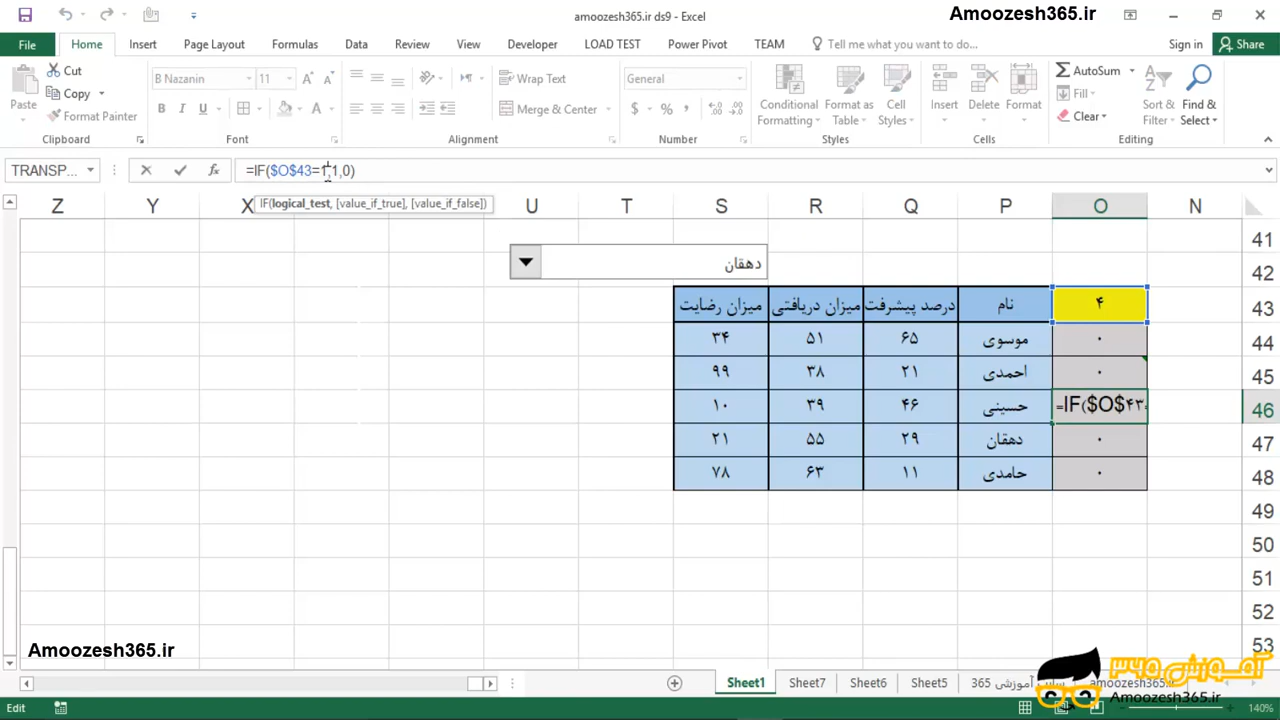 amoozesh365.ir ds9 - Excel
Amoozesh365.ir
File Home Insert Page Layout Formulas Data Review View Developer LOAD TEST Power Pivot TEAM Tell me what you want to do... Sign in Share
Paste Cut Copy Format Painter Clipboard
B Nazanin 11 B I U Font
Wrap Text Merge & Center Alignment
General $ % , Number
Conditional Formatting Format as Table Cell Styles Styles
Insert Delete Format Cells
AutoSum Fill Clear Sort & Filter Find & Select Editing
TRANSP... fx =IF($O$43=1,1,0)
IF(logical_test, [value_if_true], [value_if_false])
Z Y X U T S R Q P O N
41
دهقان 42
۴ نام درصد پیشرفت میزان دریافتی میزان رضایت 43
۰ موسوی ۶۵ ۵۱ ۳۴ 44
۰ احمدی ۲۱ ۳۸ ۹۹ 45
=IF($O$۴۳= حسینی ۴۶ ۳۹ ۱۰ 46
۰ دهقان ۲۹ ۵۵ ۲۱ 47
۰ حامدی ۱۱ ۶۳ ۷۸ 48
49
50
51
52
53
Amoozesh365.ir
آموزش ۳۶۵
Amoozesh365.ir
Sheet1 Sheet7 Sheet6 Sheet5
Edit 140%